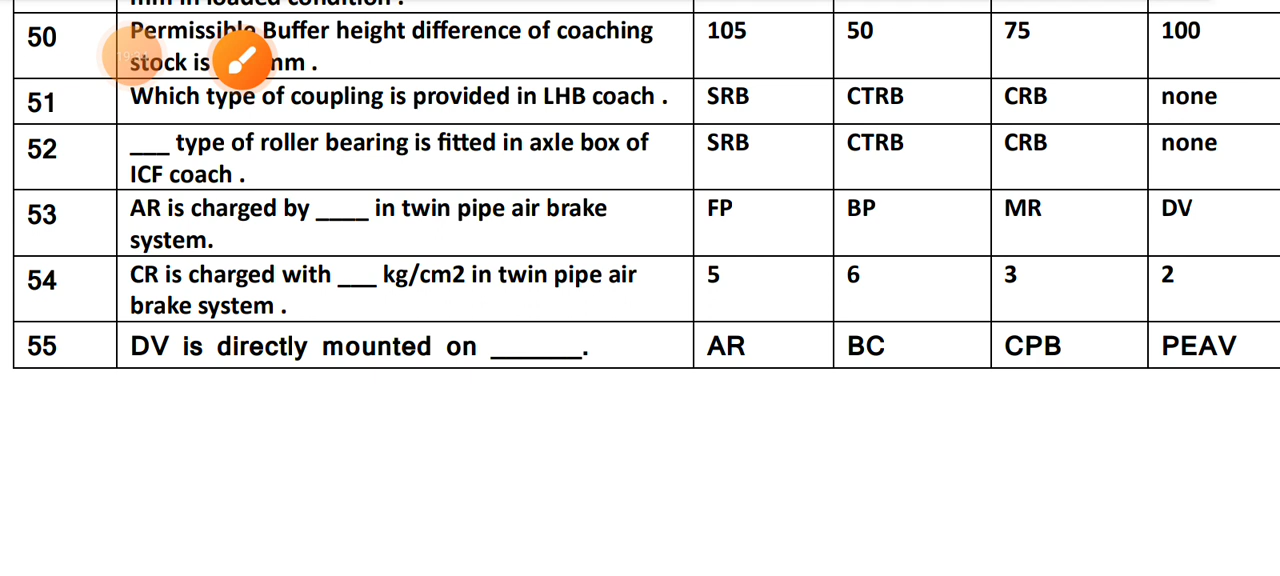 50 Permissible Buffer height difference of coaching 105 50 75 100
stock is mm .
51 Which type of coupling is provided in LHB coach . SRB CTRB CRB none
52 ___ type of roller bearing is fitted in axle box of SRB CTRB CRB none
ICF coach .
53 AR is charged by ____ in twin pipe air brake FP BP MR DV
system.
54 CR is charged with ___ kg/cm2 in twin pipe air 5 6 3 2
brake system .
55 DV is directly mounted on ______. AR BC CPB PEAV